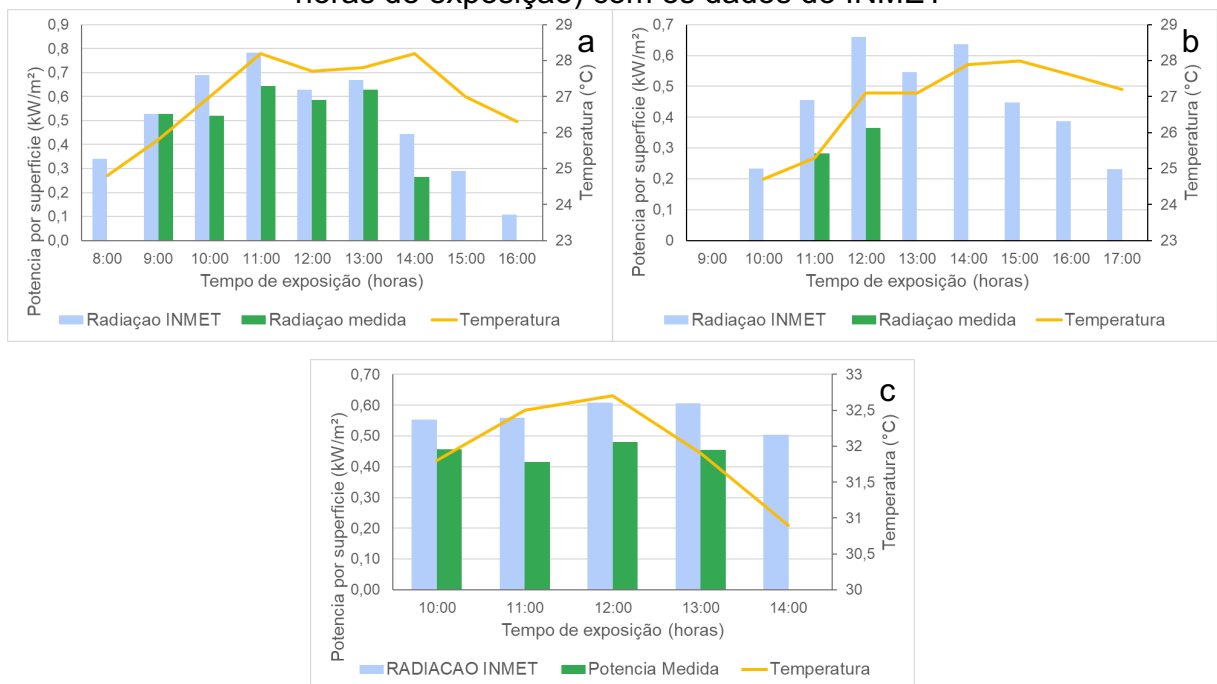 horas de exposição) com os dados do INMET
a
Potencia por superfície (kW/m²)
0,9
0,8
0,7
0,6
0,5
0,4
0,3
0,2
0,1
0,0
29
28
27
26
25
24
23
Temperatura (°C)
8:00 9:00 10:00 11:00 12:00 13:00 14:00 15:00 16:00
Tempo de exposição (horas)
Radiaçao INMET Radiaçao medida Temperatura
b
Potencia por superfície (kW/m²)
0,7
0,6
0,5
0,4
0,3
0,2
0,1
0
29
28
27
26
25
24
23
Temperatura (°C)
9:00 10:00 11:00 12:00 13:00 14:00 15:00 16:00 17:00
Tempo de exposição (horas)
Radiaçao INMET Radiaçao medida Temperatura
c
Potencia por superfície (kW/m²)
0,70
0,60
0,50
0,40
0,30
0,20
0,10
0,00
33
32,5
32
31,5
31
30,5
30
Temperatura (°C)
10:00 11:00 12:00 13:00 14:00
Tempo de exposição (horas)
RADIACAO INMET Potencia Medida Temperatura